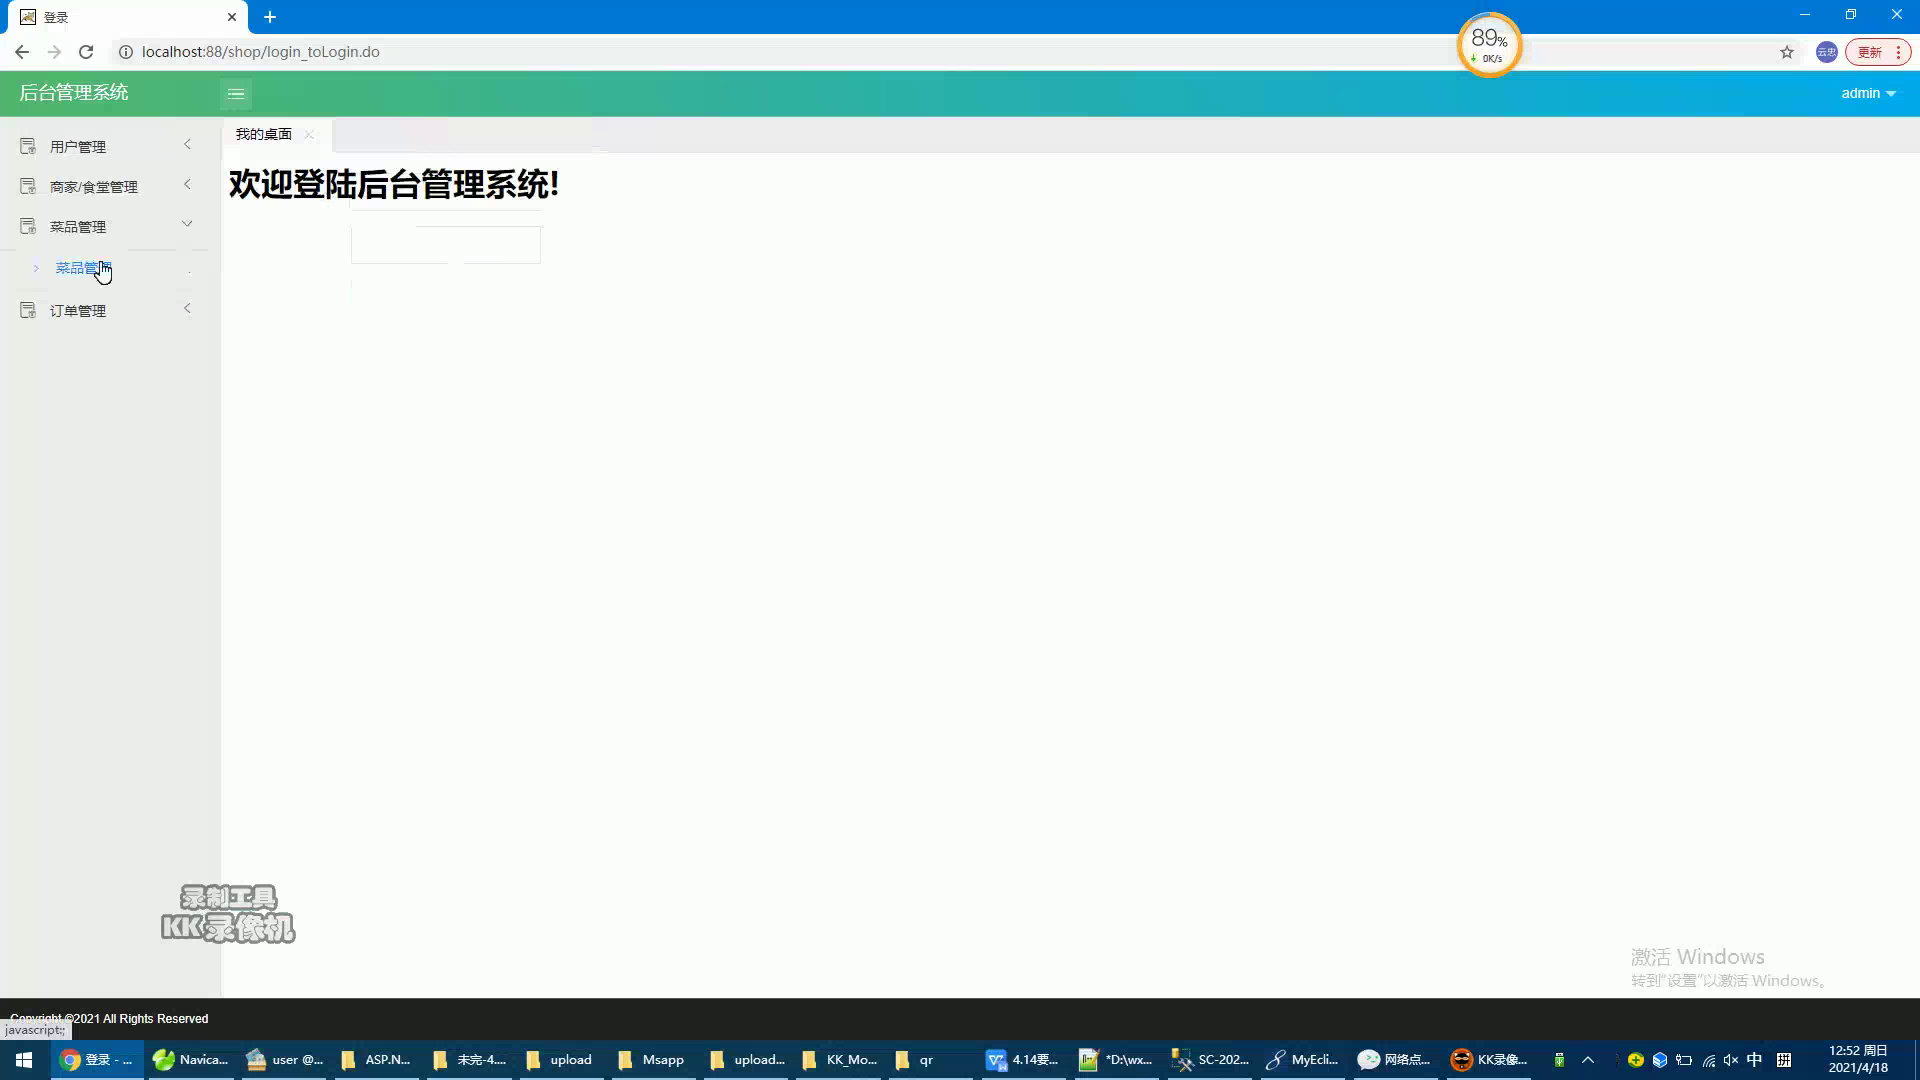 登录
localhost:88/shop/login_toLogin.do
89%
0K/s
云忠
更新
后台管理系统
admin
用户管理
商家/食堂管理
菜品管理
菜品管理
订单管理
我的桌面
欢迎登陆后台管理系统!
录制工具
KK录像机
激活 Windows
转到"设置"以激活 Windows。
Copyright ©2021 All Rights Reserved
javascript:;
登录 - ...
Navica...
user @...
ASP.N...
未完-4....
upload
Msapp
upload...
KK_Mo...
qr
4.14要...
*D:\wx...
SC-202...
MyEcli...
网络点...
KK录像...
中
拼
12:52 周日
2021/4/18